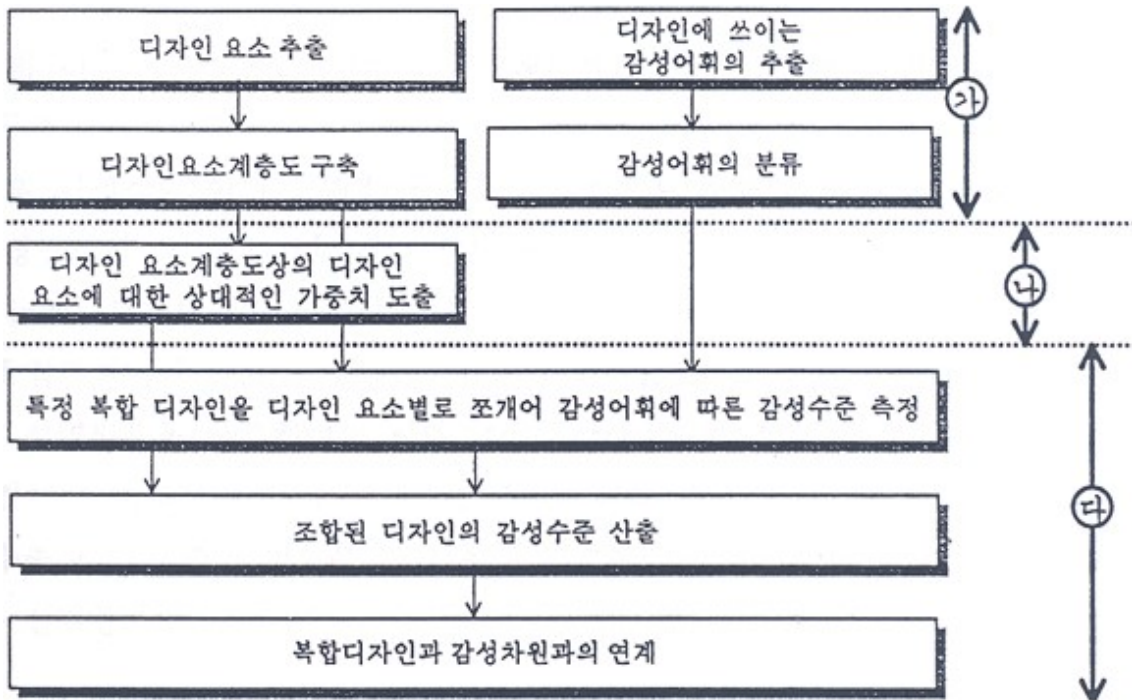 디자인 요소 추출
디자인에 쓰이는
감성어휘의 추출
가
디자인요소계층도 구축
감성어휘의 분류
디자인 요소계층도상의 디자인
요소에 대한 상대적인 가중치 도출
나
특정 복합 디자인을 디자인 요소별로 쪼개어 감성어휘에 따른 감성수준 측정
조합된 디자인의 감성수준 산출
다
복합디자인과 감성차원과의 연계